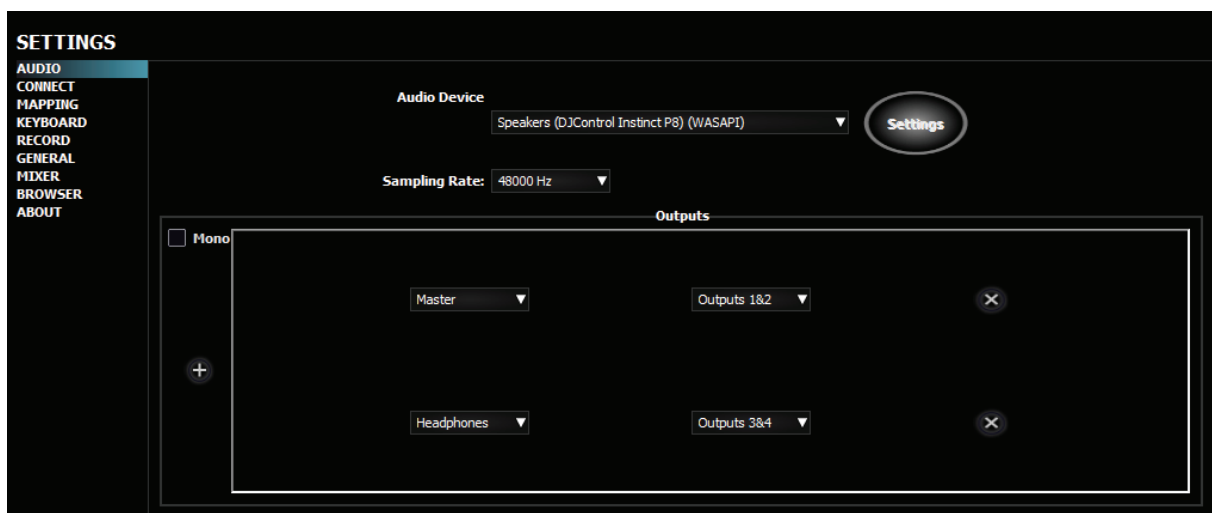 SETTINGS
AUDIO
CONNECT
MAPPING
KEYBOARD
RECORD
GENERAL
MIXER
BROWSER
ABOUT
Audio Device
Speakers (DJControl Instinct P8) (WASAPI)
Settings
Sampling Rate: 48000 Hz
Outputs
Mono
Master Outputs 1&2
Headphones Outputs 3&4